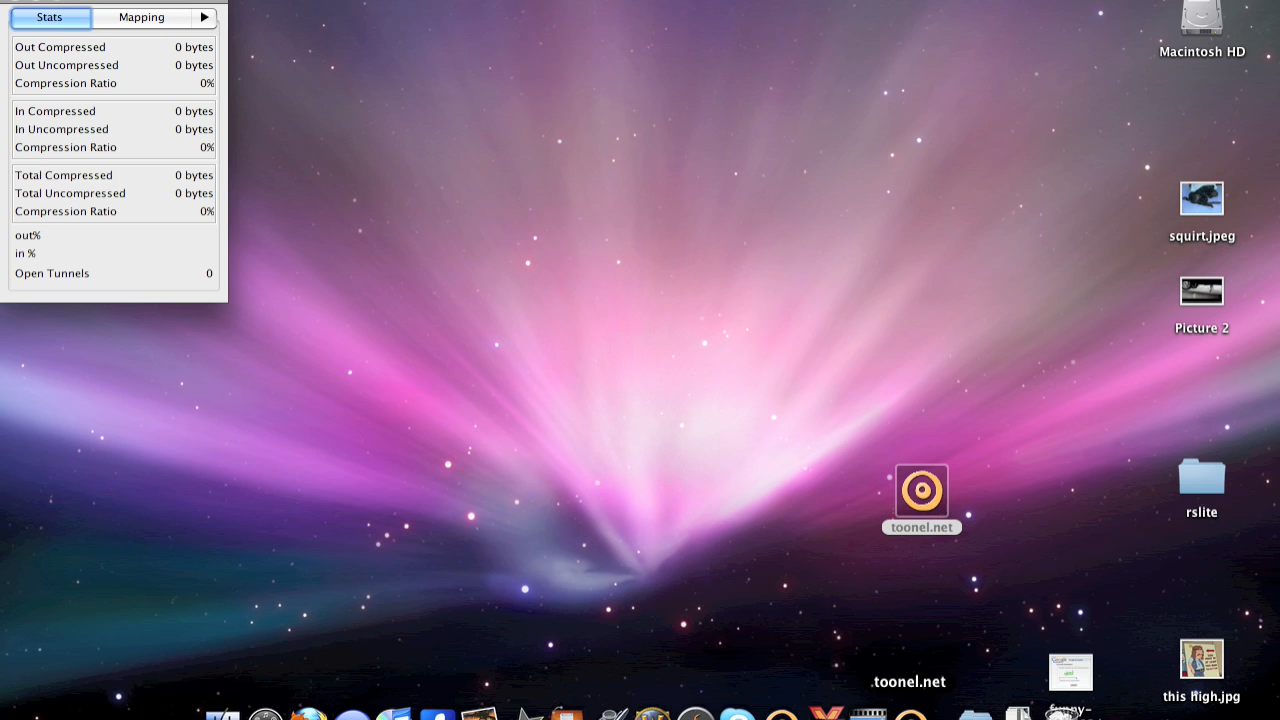 Stats Mapping
Out Compressed 0 bytes
Out Uncompressed 0 bytes
Compression Ratio 0%
In Compressed 0 bytes
In Uncompressed 0 bytes
Compression Ratio 0%
Total Compressed 0 bytes
Total Uncompressed 0 bytes
Compression Ratio 0%
out%
in %
Open Tunnels 0
Macintosh HD
squirt.jpeg
Picture 2
rslite
toonel.net
.toonel.net
this high.jpg
funny-